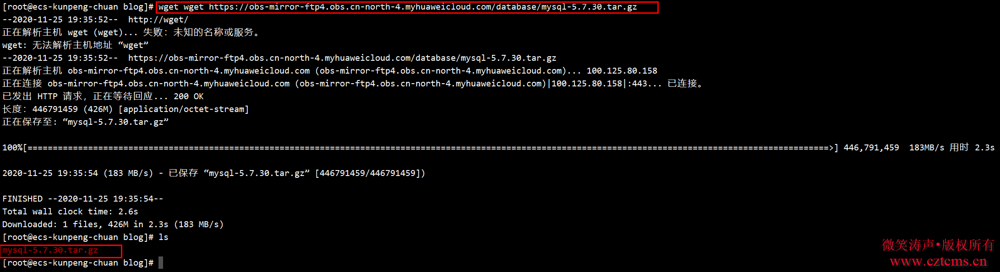 [root@ecs-kunpeng-chuan blog]# wget wget https://obs-mirror-ftp4.obs.cn-north-4.myhuaweicloud.com/database/mysql-5.7.30.tar.gz
--2020-11-25 19:35:52--  http://wget/
正在解析主机 wget (wget)... 失败：未知的名称或服务。
wget: 无法解析主机地址 “wget”
--2020-11-25 19:35:52--  https://obs-mirror-ftp4.obs.cn-north-4.myhuaweicloud.com/database/mysql-5.7.30.tar.gz
正在解析主机 obs-mirror-ftp4.obs.cn-north-4.myhuaweicloud.com (obs-mirror-ftp4.obs.cn-north-4.myhuaweicloud.com)... 100.125.80.158
正在连接 obs-mirror-ftp4.obs.cn-north-4.myhuaweicloud.com (obs-mirror-ftp4.obs.cn-north-4.myhuaweicloud.com)|100.125.80.158|:443... 已连接。
已发出 HTTP 请求，正在等待回应... 200 OK
长度：446791459 (426M) [application/octet-stream]
正在保存至: “mysql-5.7.30.tar.gz”
100%[==========================================================================================================================================================>] 446,791,459  183MB/s 用时 2.3s
2020-11-25 19:35:54 (183 MB/s) - 已保存 “mysql-5.7.30.tar.gz” [446791459/446791459])
FINISHED --2020-11-25 19:35:54--
Total wall clock time: 2.6s
Downloaded: 1 files, 426M in 2.3s (183 MB/s)
[root@ecs-kunpeng-chuan blog]# ls
mysql-5.7.30.tar.gz
[root@ecs-kunpeng-chuan blog]#
微笑涛声•版权所有
www.cztcms.cn